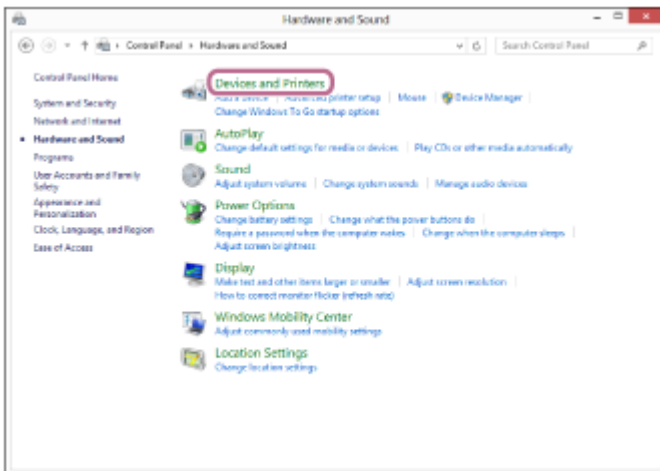 Hardware and Sound
Control Panel › Hardware and Sound
Search Control Panel
Control Panel Home
System and Security
Network and Internet
Hardware and Sound
Programs
User Accounts and Family
Safety
Appearance and
Personalization
Clock, Language, and Region
Ease of Access
Devices and Printers
Add a device | Advanced printer setup | Mouse | Device Manager
Change Windows To Go startup options
AutoPlay
Change default settings for media or devices | Play CDs or other media automatically
Sound
Adjust system volume | Change system sounds | Manage audio devices
Power Options
Change battery settings | Change what the power buttons do
Require a password when the computer wakes | Change when the computer sleeps
Adjust screen brightness
Display
Make text and other items larger or smaller | Adjust screen resolution
How to correct monitor flicker (refresh rate)
Windows Mobility Center
Adjust commonly used mobility settings
Location Settings
Change location settings